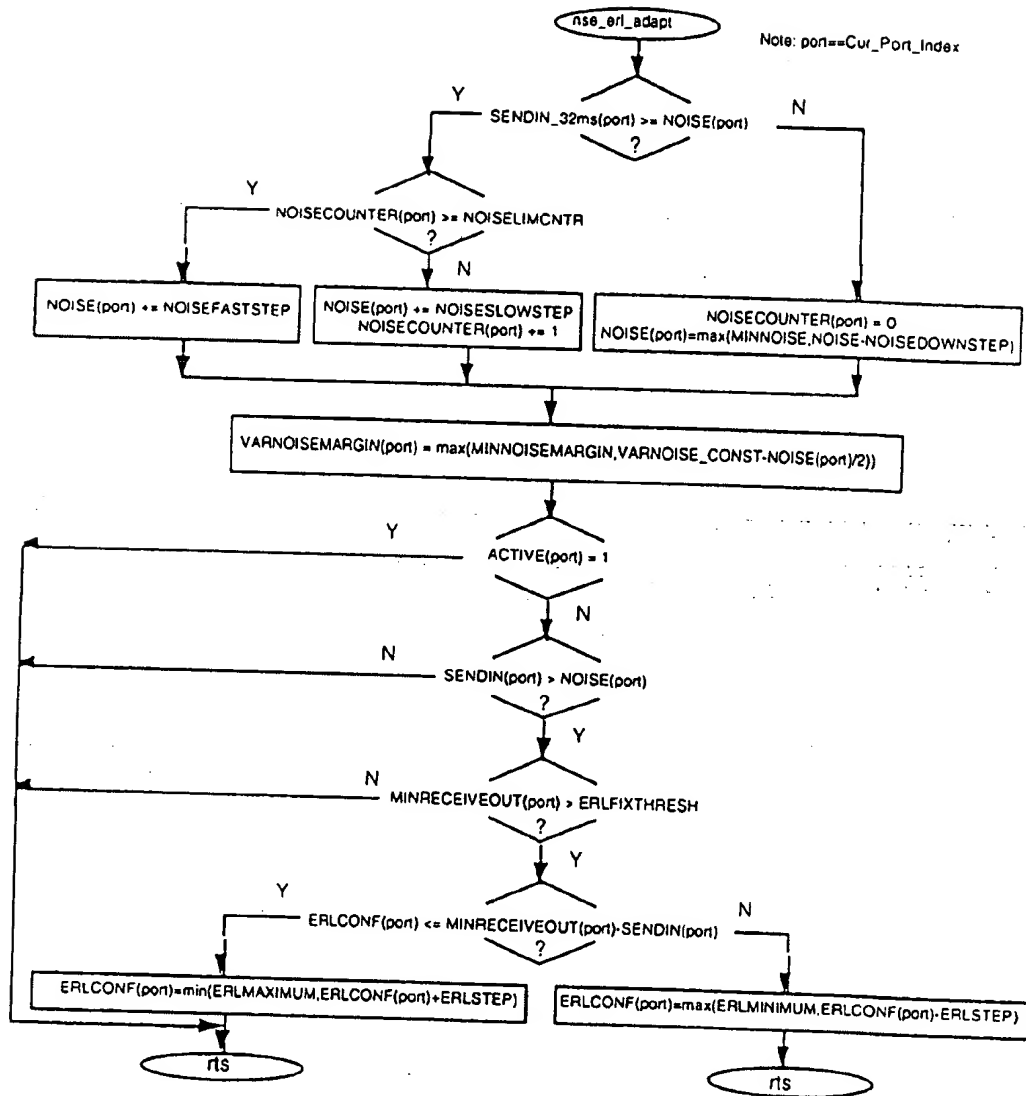 nse_erl_adapt
Note: port==Cur_Port_Index
Y
N
SENDIN_32ms(port) >= NOISE(port)
?
Y
NOISECOUNTER(port) >= NOISELIMCNTR
?
N
NOISE(port) += NOISEFASTSTEP
NOISE(port) += NOISESLOWSTEP
NOISECOUNTER(port) += 1
NOISECOUNTER(port) = 0
NOISE(port)=max(MINNOISE,NOISE-NOISEDOWNSTEP)
VARNOISEMARGIN(port) = max(MINNOISEMARGIN,VARNOISE_CONST-NOISE(port)/2))
Y
ACTIVE(port) = 1
N
N
SENDIN(port) > NOISE(port)
?
Y
N
MINRECEIVEOUT(port) > ERLFIXTHRESH
?
Y
Y
ERLCONF(port) <= MINRECEIVEOUT(port)-SENDIN(port)
N
?
ERLCONF(port)=min(ERLMAXIMUM,ERLCONF(port)+ERLSTEP)
ERLCONF(port)=max(ERLMINIMUM,ERLCONF(port)-ERLSTEP)
rts
rts